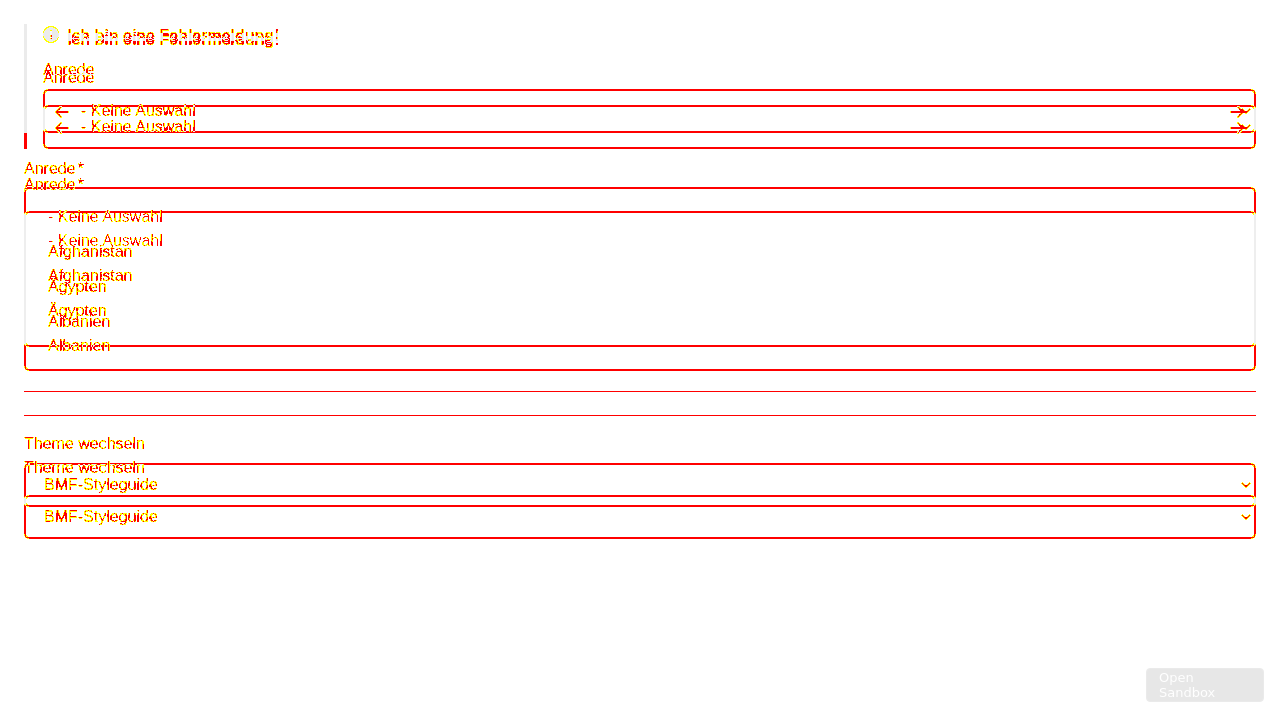 Ich bin eine Fehlermeldung!
Anrede
Anrede
← - Keine Auswahl →
← - Keine Auswahl →
Anrede *
Anrede *
- Keine Auswahl
- Keine Auswahl
Afghanistan
Afghanistan
Ägypten
Ägypten
Albanien
Albanien
Theme wechseln
Theme wechseln
BMF-Styleguide
BMF-Styleguide
Open
Sandbox